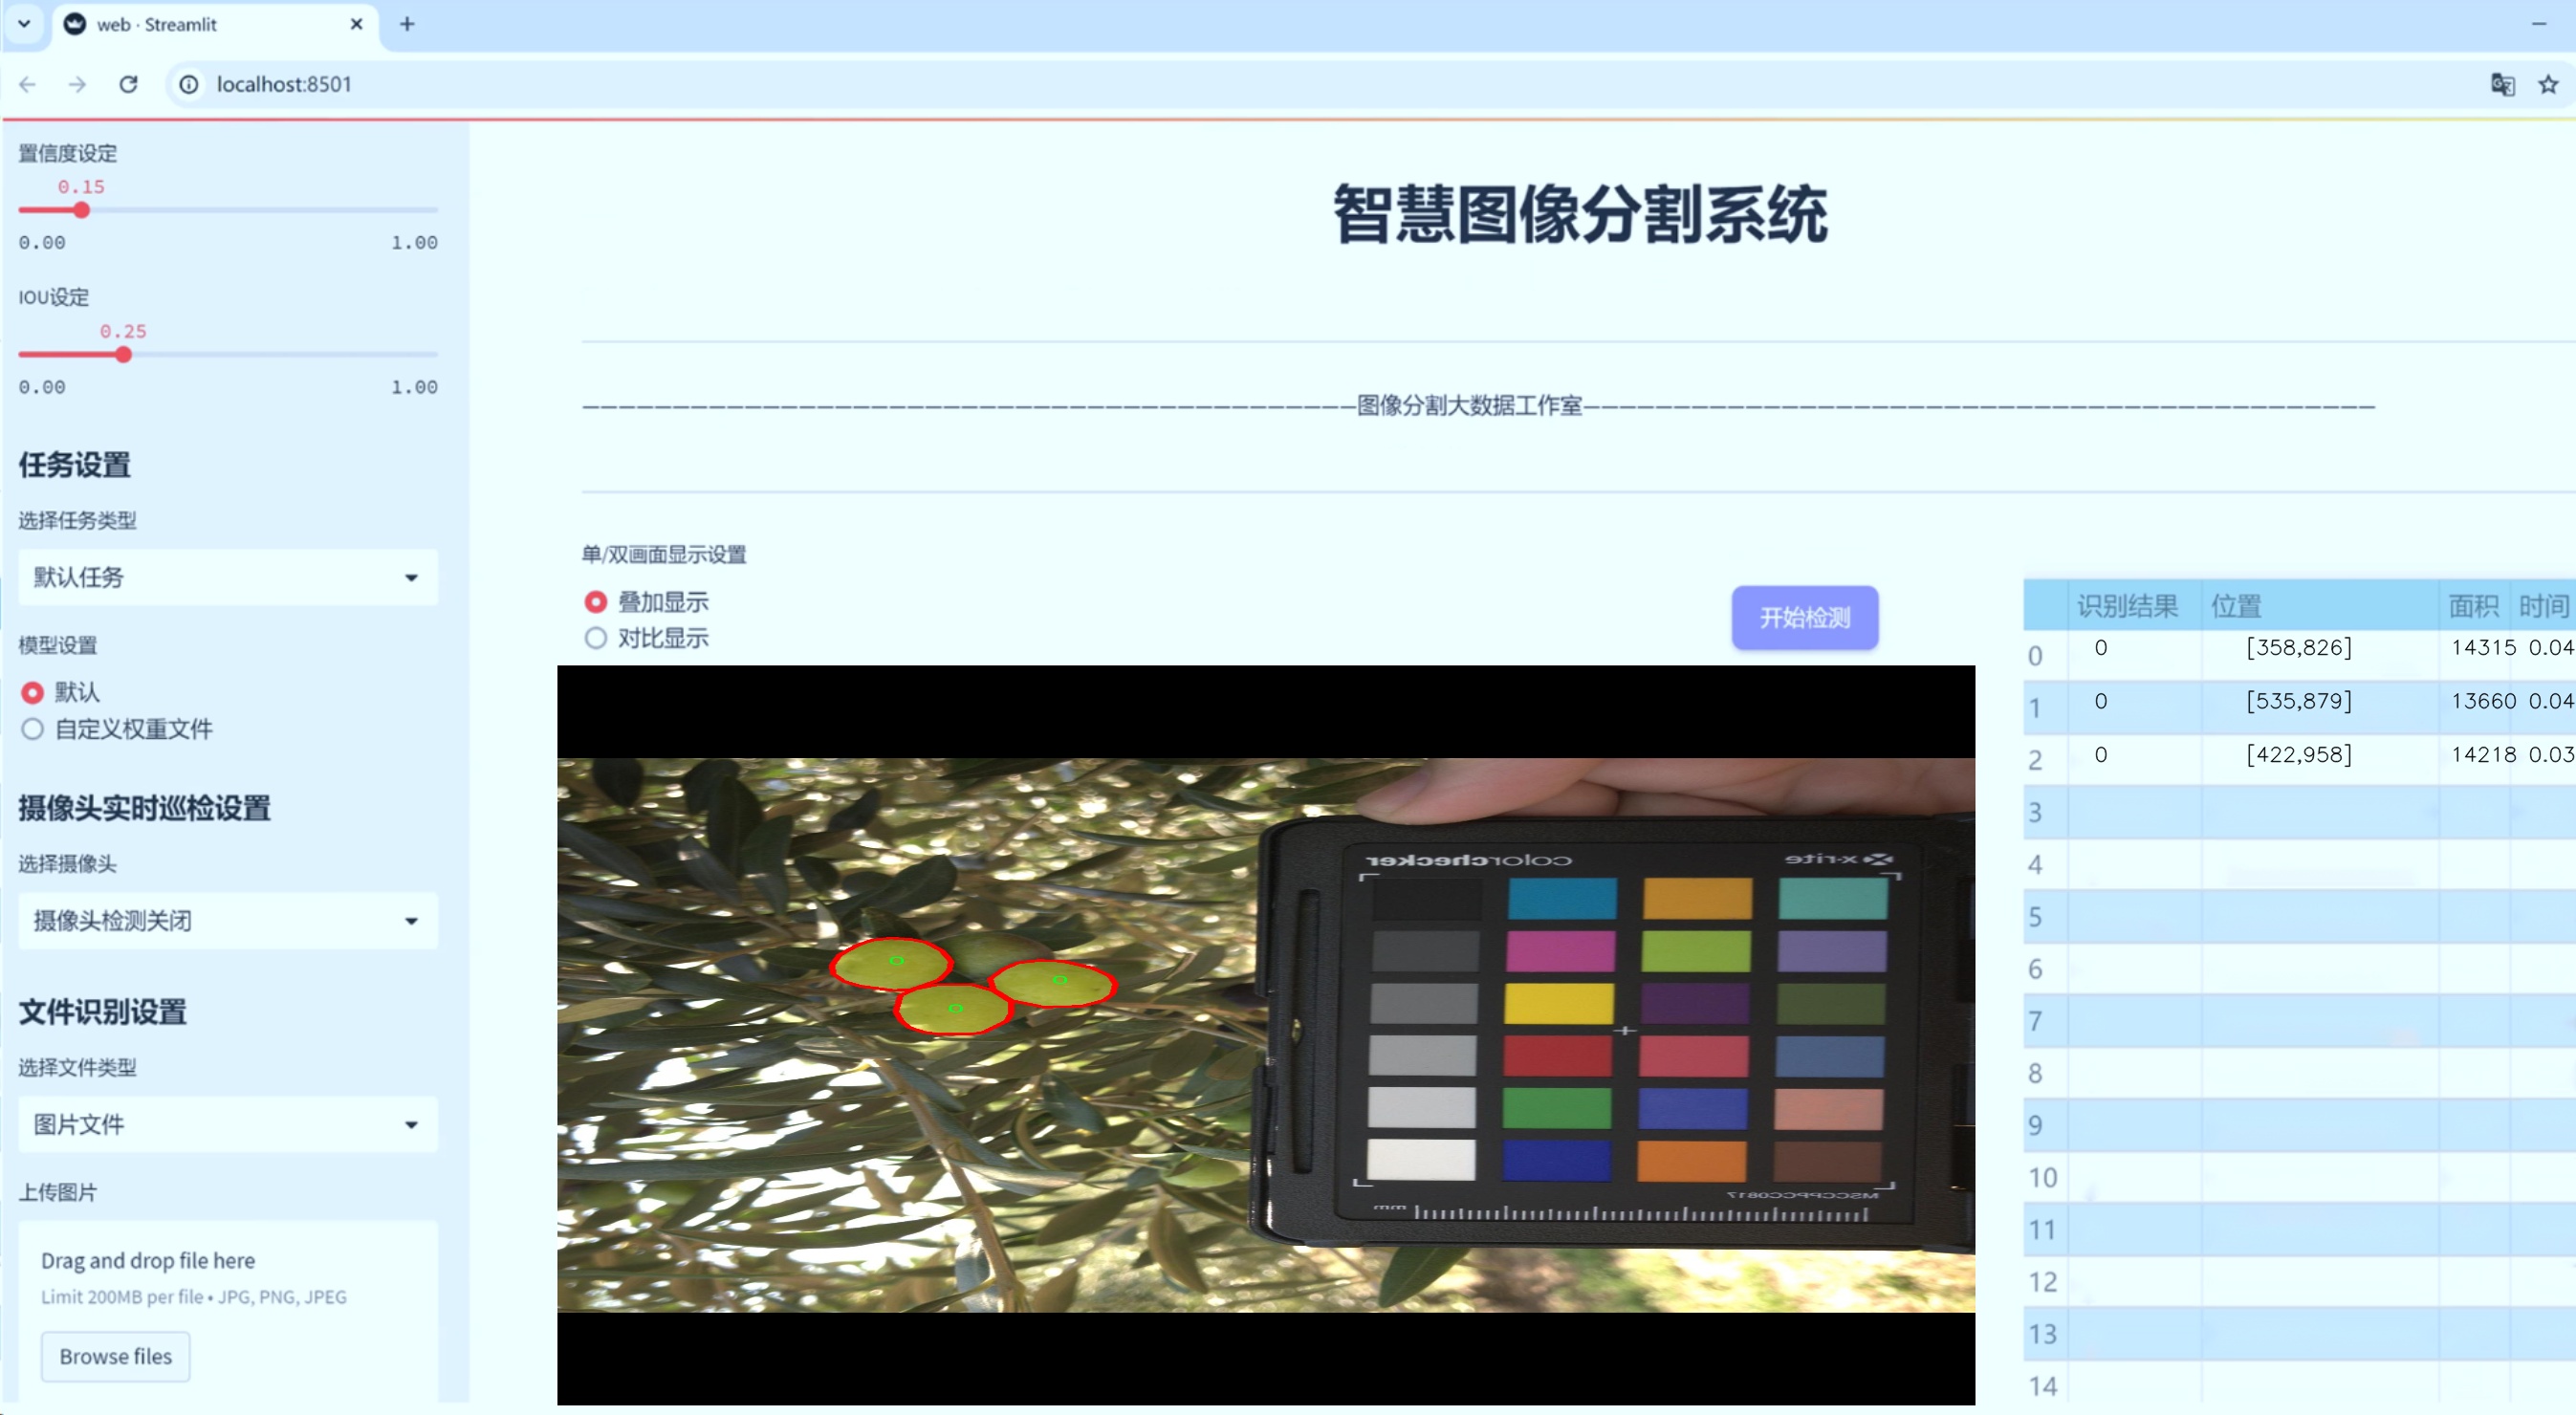 web · Streamlit
localhost:8501
置信度设定
0.15
0.00 1.00
IOU设定
0.25
0.00 1.00
任务设置
选择任务类型
默认任务
模型设置
默认
自定义权重文件
摄像头实时巡检设置
选择摄像头
摄像头检测关闭
文件识别设置
选择文件类型
图片文件
上传图片
Drag and drop file here
Limit 200MB per file • JPG, PNG, JPEG
Browse files
智慧图像分割系统
图像分割大数据工作室
单/双画面显示设置
叠加显示
对比显示
开始检测
colorchecker x-rite
MSCCPPCC0817
mm
识别结果 位置 面积 时间
0 0 [358,826] 14315 0.04
1 0 [535,879] 13660 0.04
2 0 [422,958] 14218 0.03
3
4
5
6
7
8
9
10
11
12
13
14